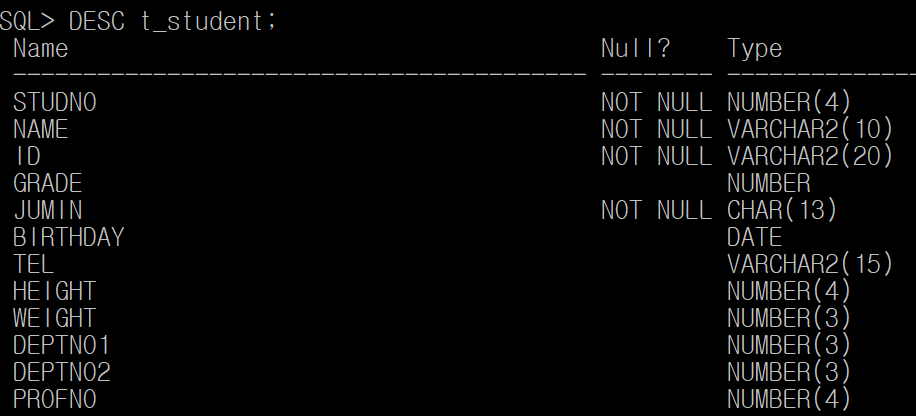 SQL> DESC t_student;
Name Null? Type
----------------------------------------- -------- --------------
STUDNO NOT NULL NUMBER(4)
NAME NOT NULL VARCHAR2(10)
ID NOT NULL VARCHAR2(20)
GRADE NUMBER
JUMIN NOT NULL CHAR(13)
BIRTHDAY DATE
TEL VARCHAR2(15)
HEIGHT NUMBER(4)
WEIGHT NUMBER(3)
DEPTNO1 NUMBER(3)
DEPTNO2 NUMBER(3)
PROFNO NUMBER(4)